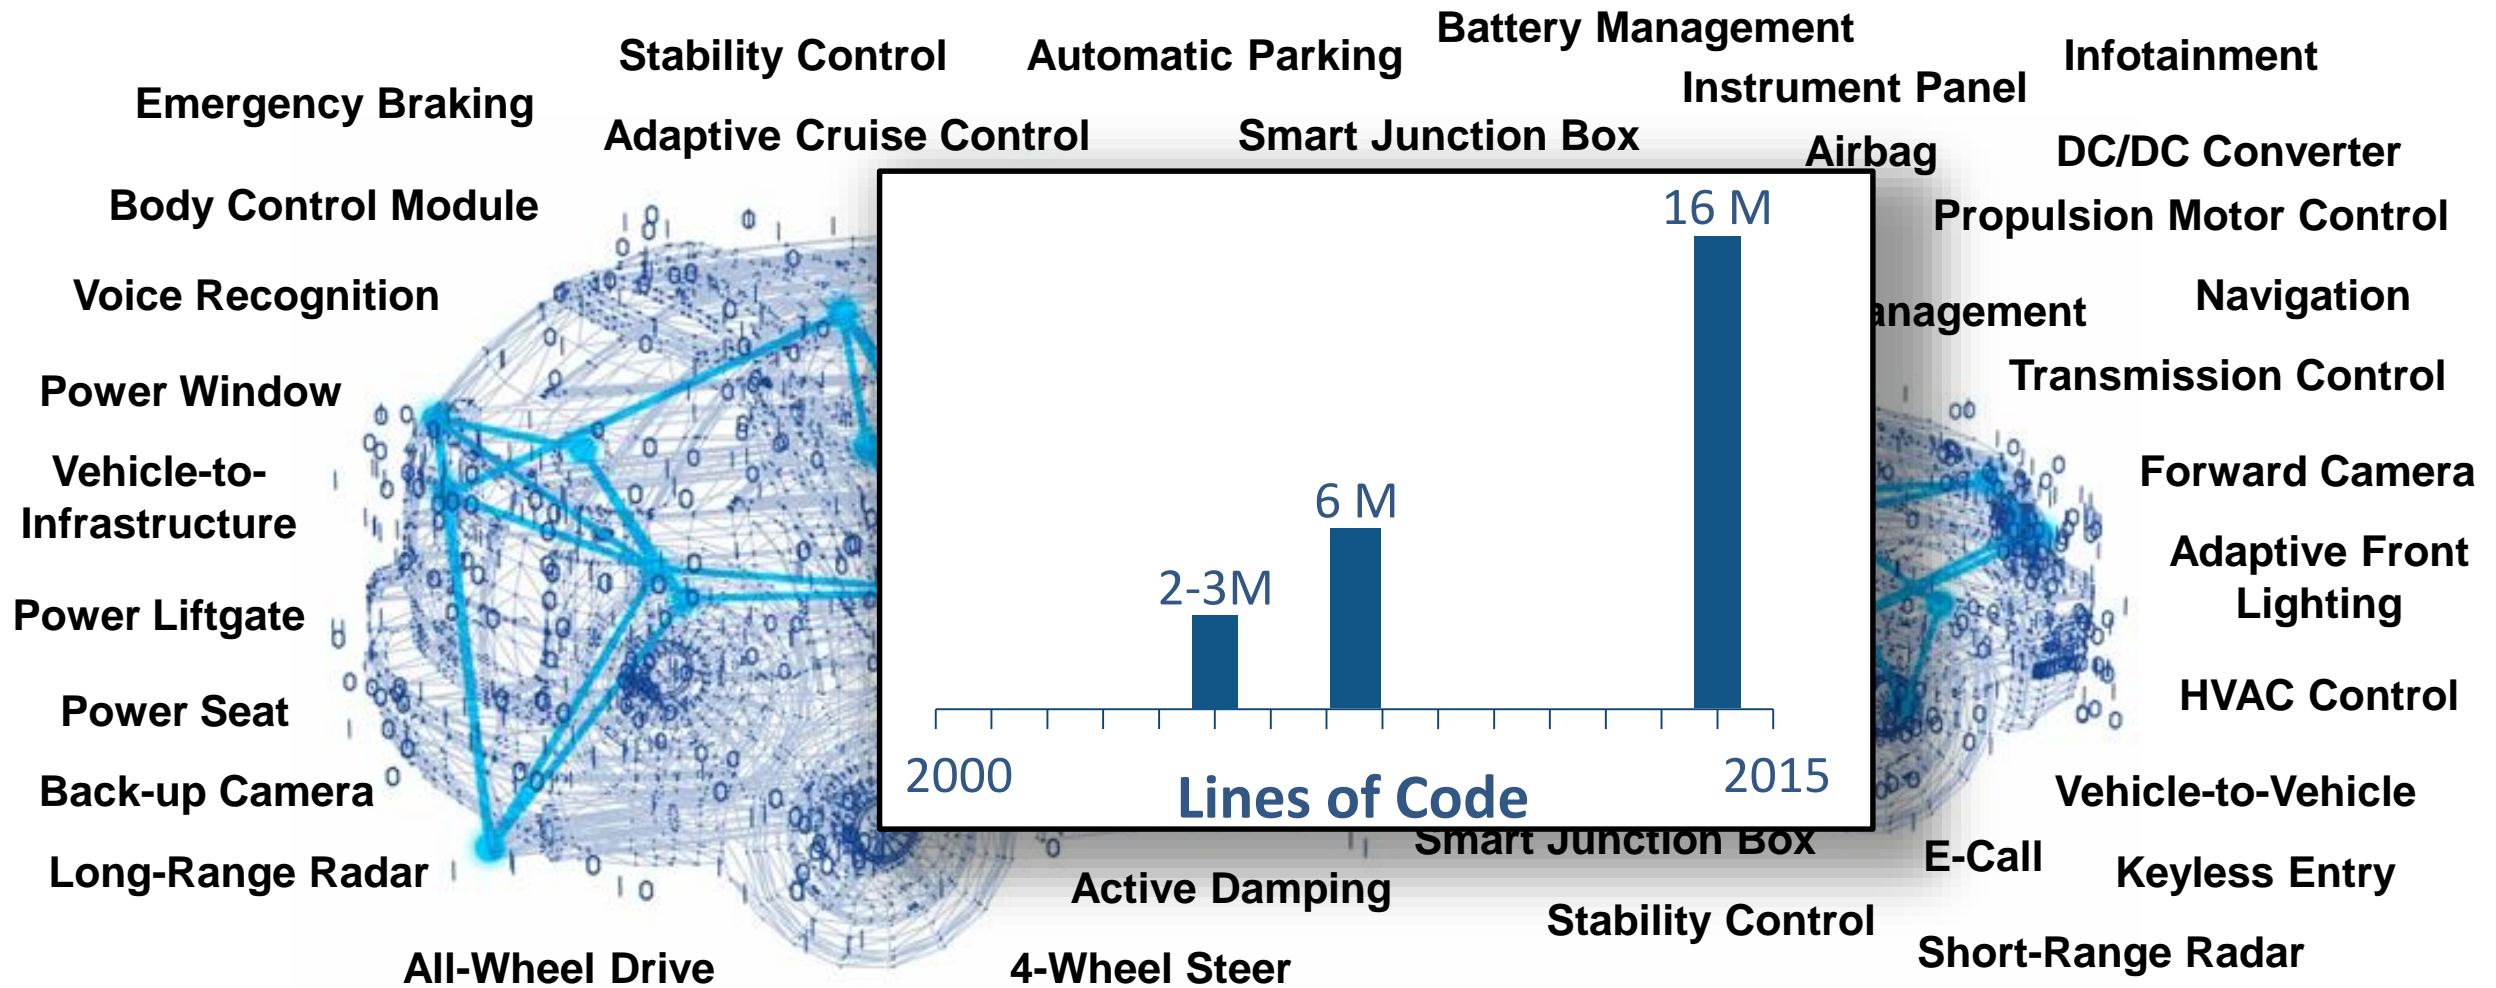 Battery Management
Stability Control
Automatic Parking
Infotainment
Instrument Panel
Emergency Braking
Adaptive Cruise Control
Smart Junction Box
Airbag
DC/DC Converter
Body Control Module
16 M
Propulsion Motor Control
Voice Recognition
Navigation
Power Window
Transmission Control
Vehicle-to-
Infrastructure
Forward Camera
6 M
Adaptive Front
Lighting
2-3M
Power Liftgate
Power Seat
HVAC Control
2000
2015
Lines of Code
Back-up Camera
Vehicle-to-Vehicle
Smart Junction Box
E-Call
Long-Range Radar
Keyless Entry
Active Damping
Stability Control
Short-Range Radar
All-Wheel Drive
4-Wheel Steer